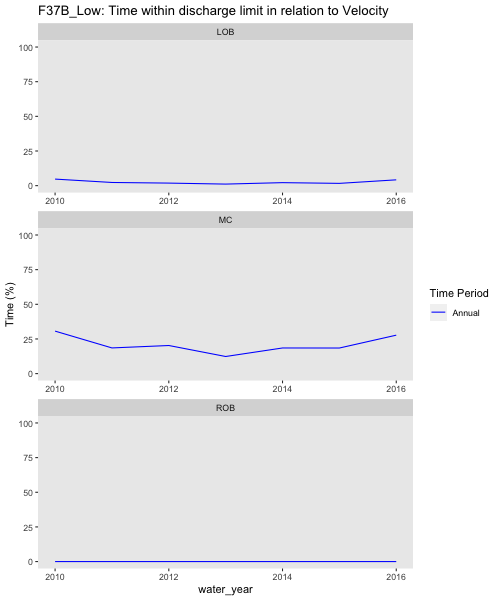 F37B_Low: Time within discharge limit in relation to Velocity
LOB
100
75
50
25
0
2010 2012 2014 2016
MC
100
75
50
25
0
2010 2012 2014 2016
Time (%)
ROB
100
75
50
25
0
2010 2012 2014 2016
water_year
Time Period
Annual